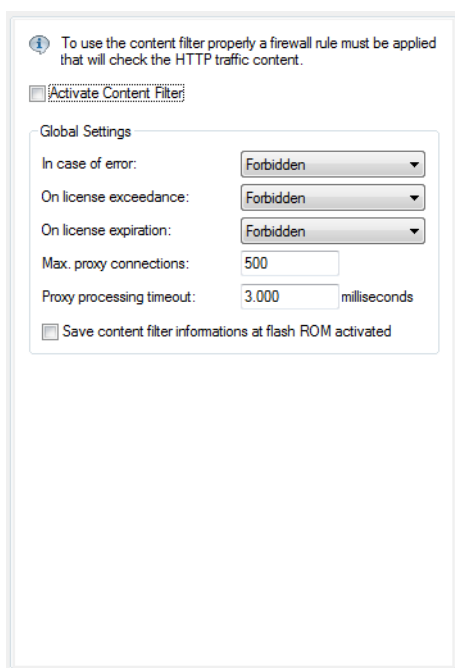 To use the content filter properly a firewall rule must be applied
that will check the HTTP traffic content.
Activate Content Filter
Global Settings
In case of error: Forbidden
On license exceedance: Forbidden
On license expiration: Forbidden
Max. proxy connections: 500
Proxy processing timeout: 3.000 milliseconds
Save content filter informations at flash ROM activated